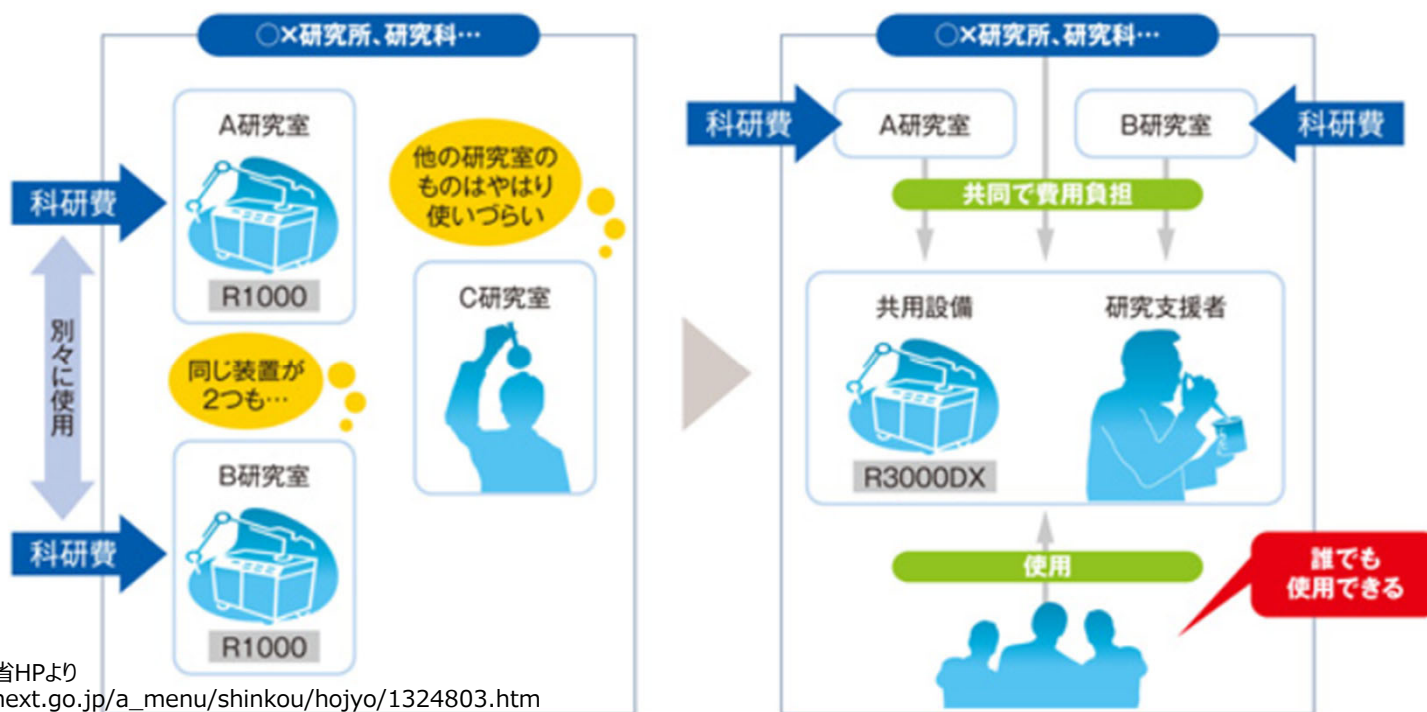 ○×研究所、研究科…
A研究室
科研費
R1000
他の研究室の
ものはやはり
使いづらい
C研究室
別々に使用
同じ装置が
2つも…
B研究室
科研費
R1000
省HPより
next.go.jp/a_menu/shinkou/hojyo/1324803.htm
○×研究所、研究科…
科研費
A研究室
B研究室
科研費
共同で費用負担
共用設備
研究支援者
R3000DX
使用
誰でも
使用できる